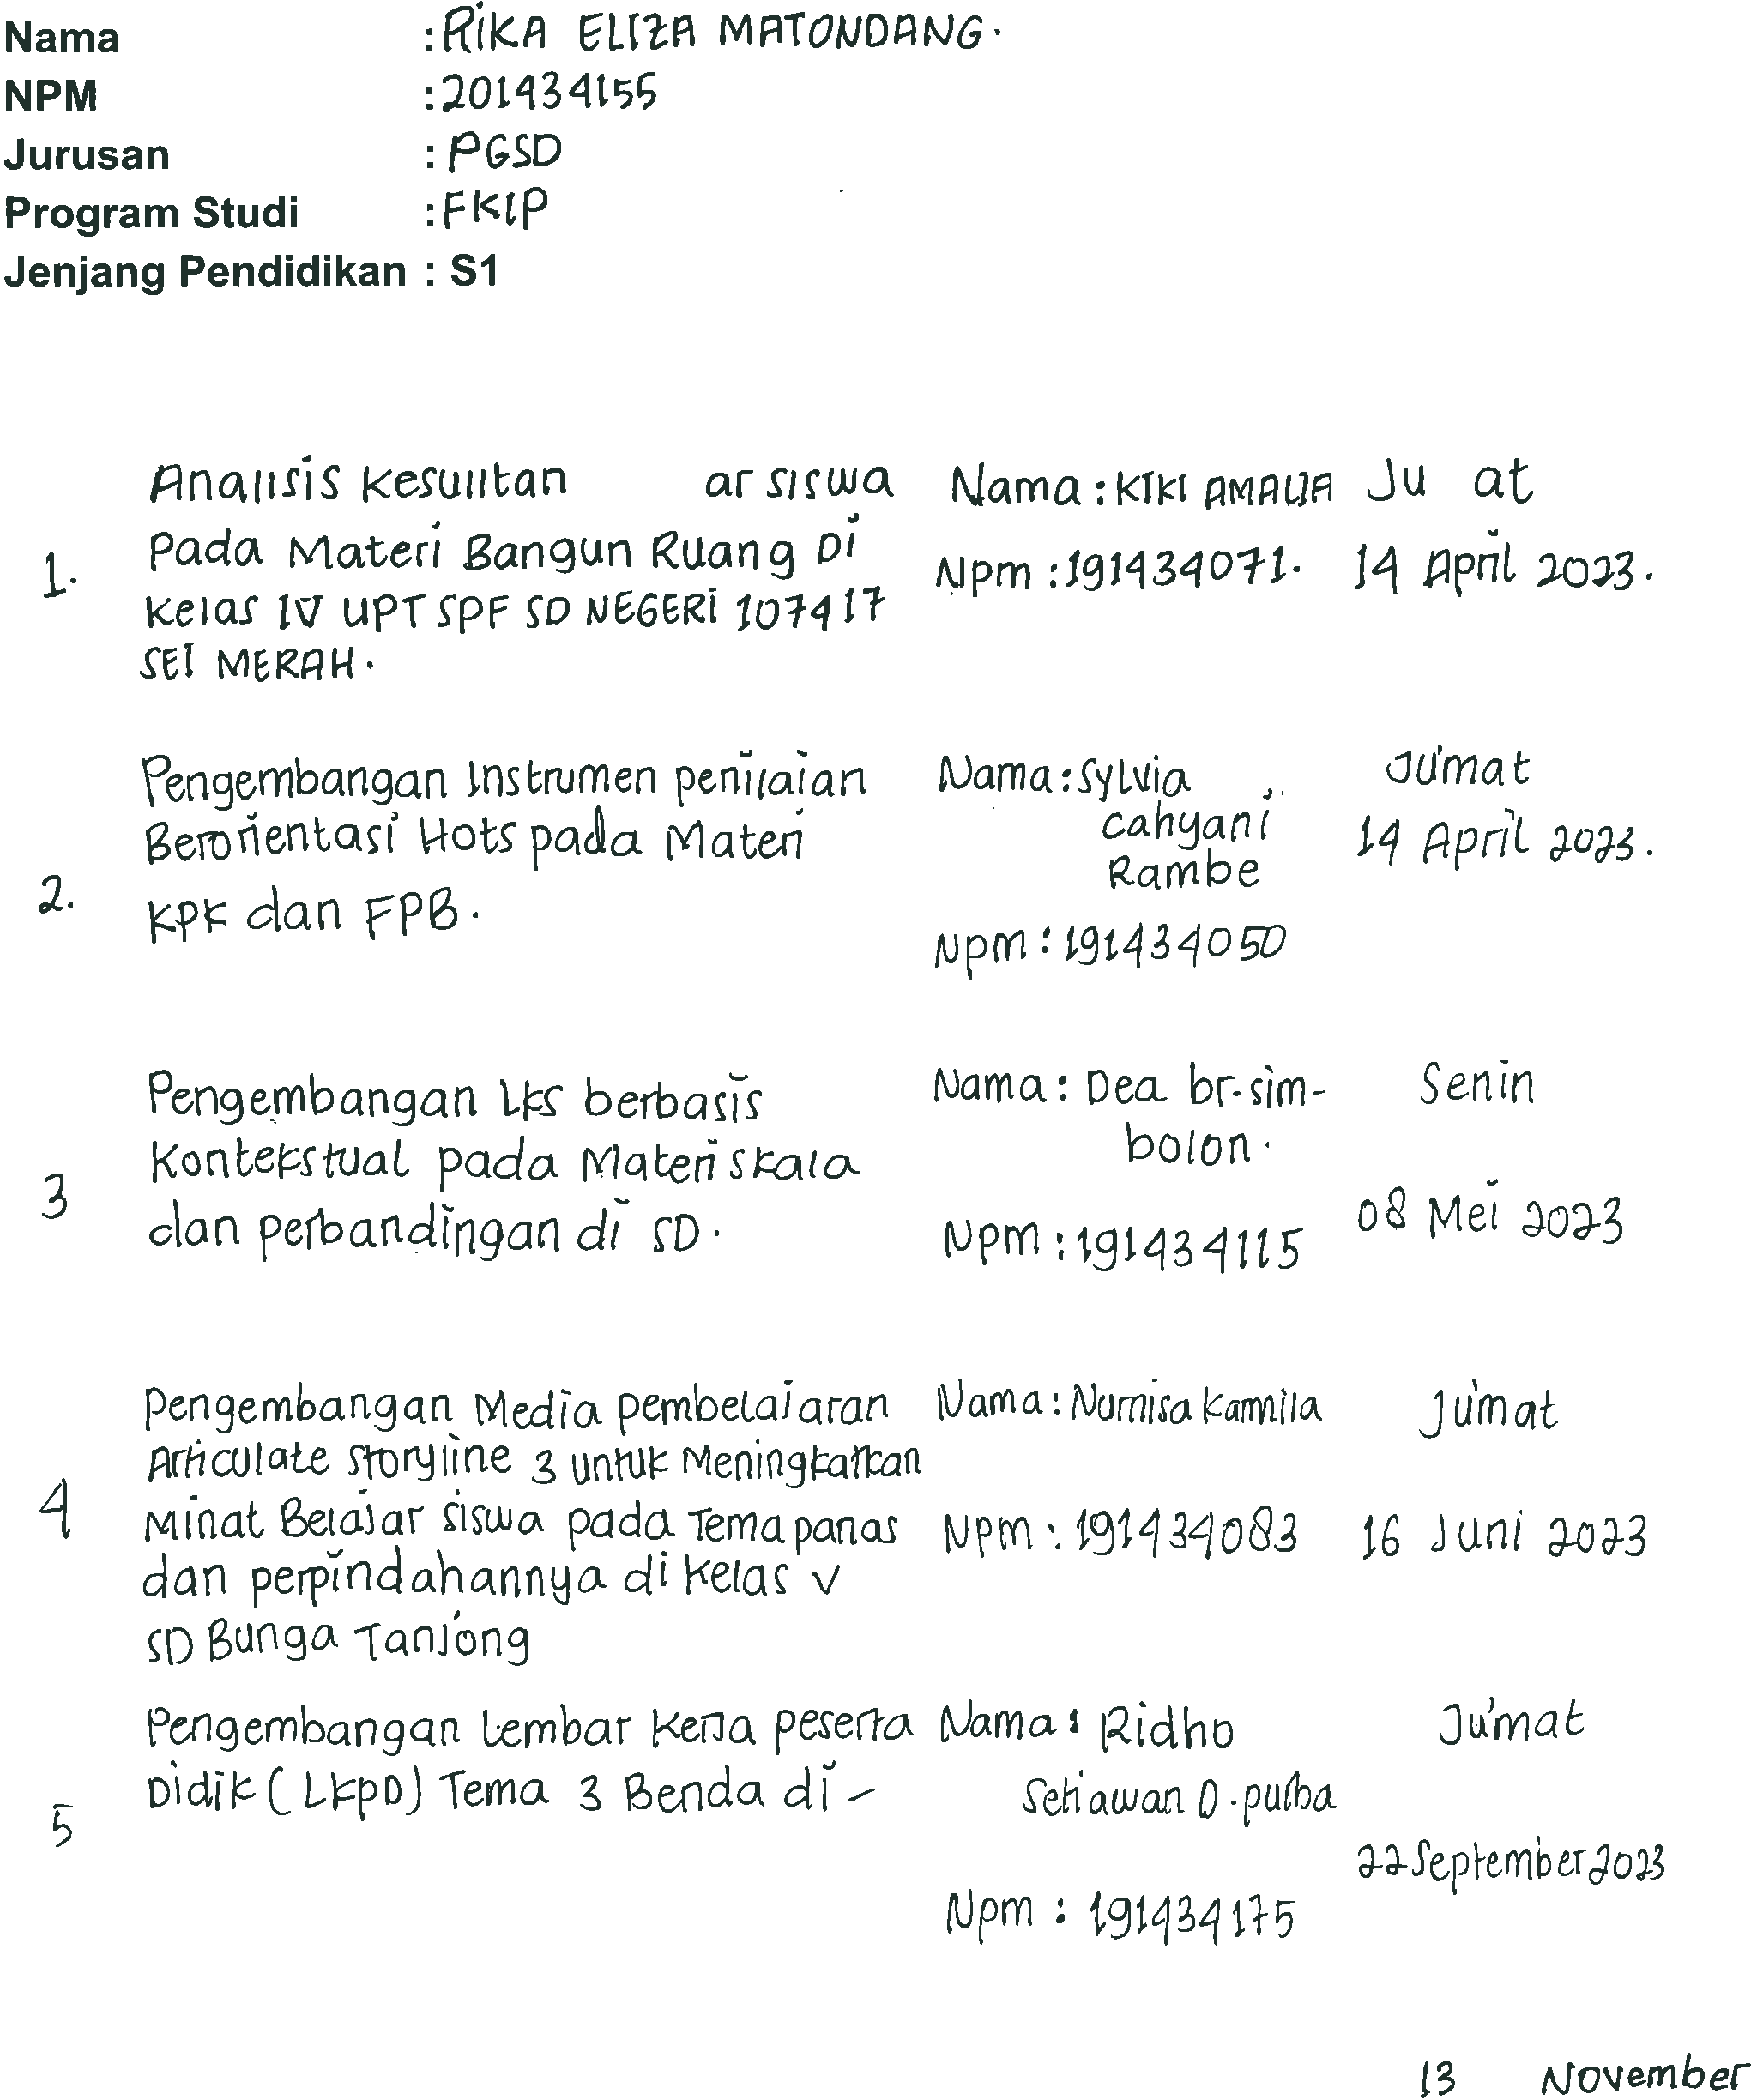 Nama : RIKA ELIZA MATONDANG.
NPM : 201434155
Jurusan : PGSD
Program Studi : FKIP
Jenjang Pendidikan : S1
1.
Analisis Kesulitan ar siswa
Pada Materi Bangun Ruang Di
Kelas IV UPT SPF SD NEGERI 107417
SEI MERAH.
Nama : KIKI AMALIA
Npm : 191434071.
Ju at
14 April 2023.
2.
Pengembangan Instrumen penilaian
Berorientasi Hots pada Materi
KPK dan FPB.
Nama : Sylvia
cahyani
Rambe
Npm : 191434050
Ju'mat
14 April 2023.
3
Pengembangan Lks berbasis
Kontekstual pada Materi skala
dan perbandingan di SD.
Nama : Dea br. sim-
bolon.
Npm : 191434115
Senin
08 Mei 2023
4
Pengembangan Media pembelajaran
Articulate storyline 3 untuk Meningkatkan
Minat Belajar siswa pada Tema panas
dan perpindahannya di kelas V
SD Bunga Tanjong
Nama : Nurnisa Kamila
Npm : 191434083
Ju'mat
16 Juni 2023
5
Pengembangan Lembar Kerja peserta
Didik (LKpD) Tema 3 Benda di -
Nama : Ridho
Setiawan D. purba
Npm : 191434175
Ju'mat
22 September 2023
13 November